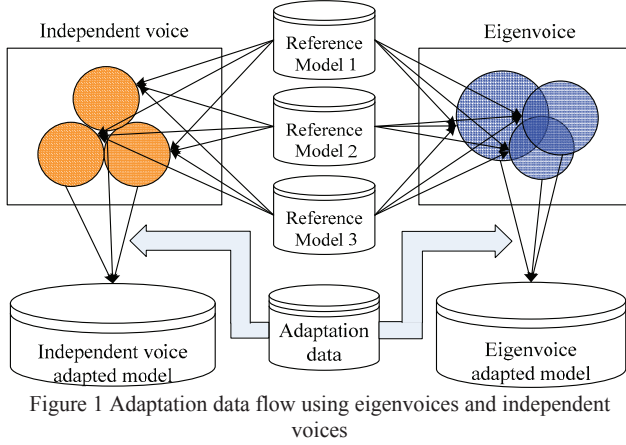 Independent voice
Reference
Model 1
Eigenvoice
Reference
Model 2
Reference
Model 3
Adaptation
data
Independent voice
adapted model
Eigenvoice
adapted model
Figure 1 Adaptation data flow using eigenvoices and independent
voices